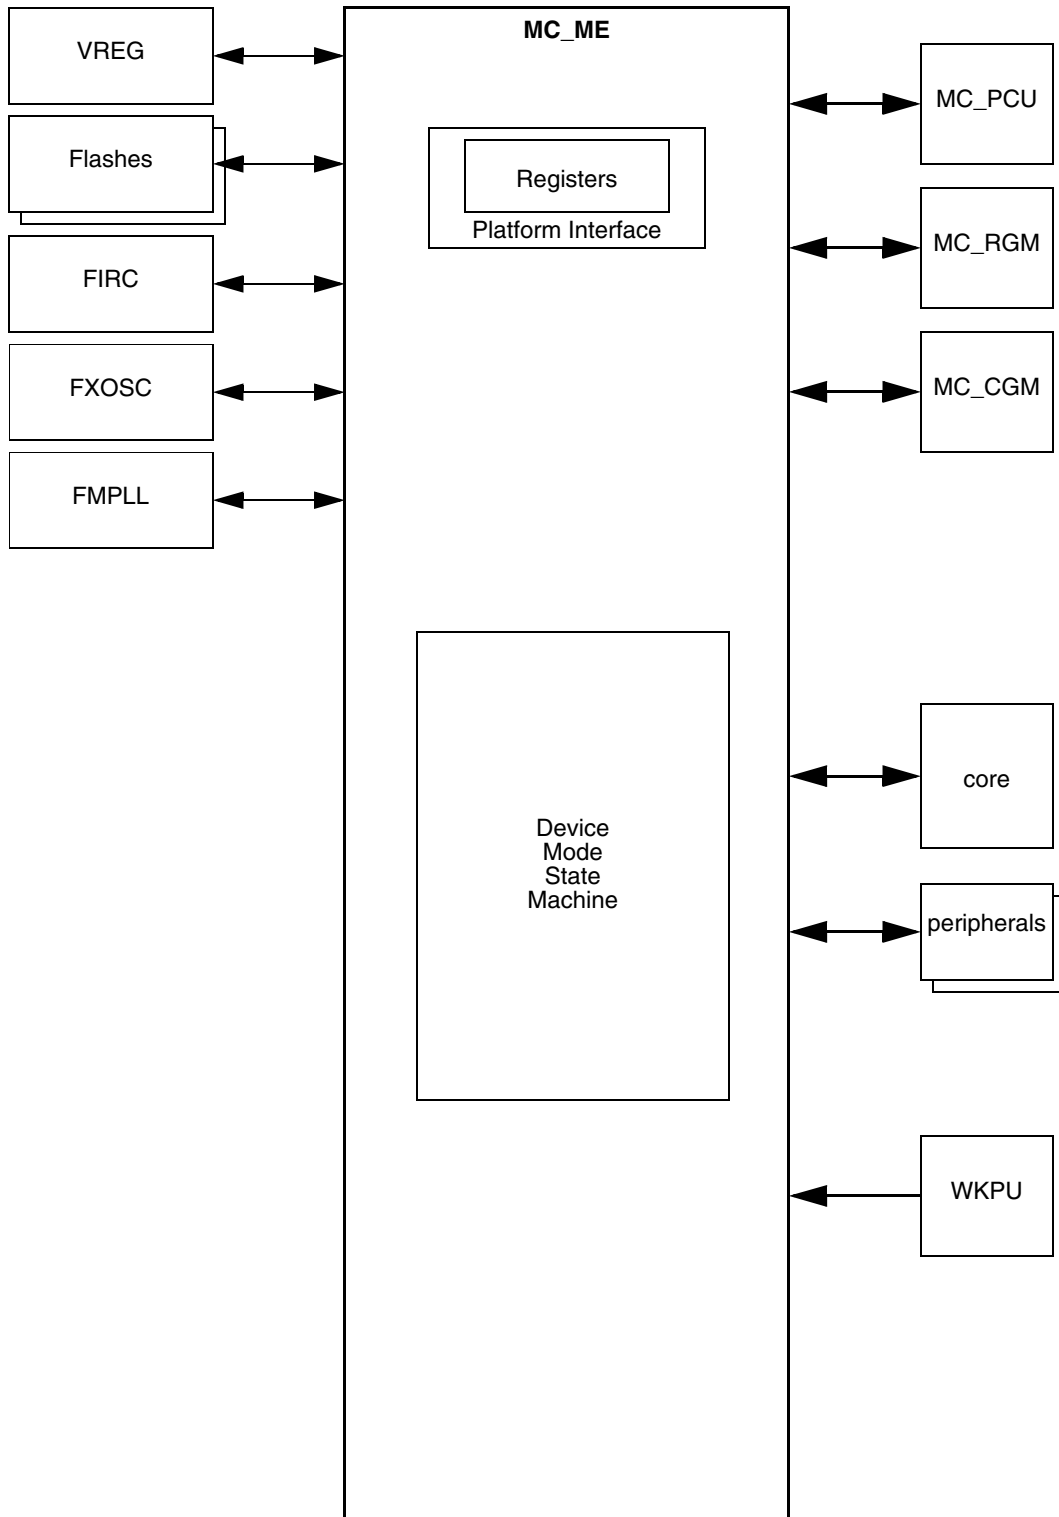 MC_ME
VREG
Flashes
FIRC
FXOSC
FMPLL
Registers
Platform Interface
Device
Mode
State
Machine
MC_PCU
MC_RGM
MC_CGM
core
peripherals
WKPU